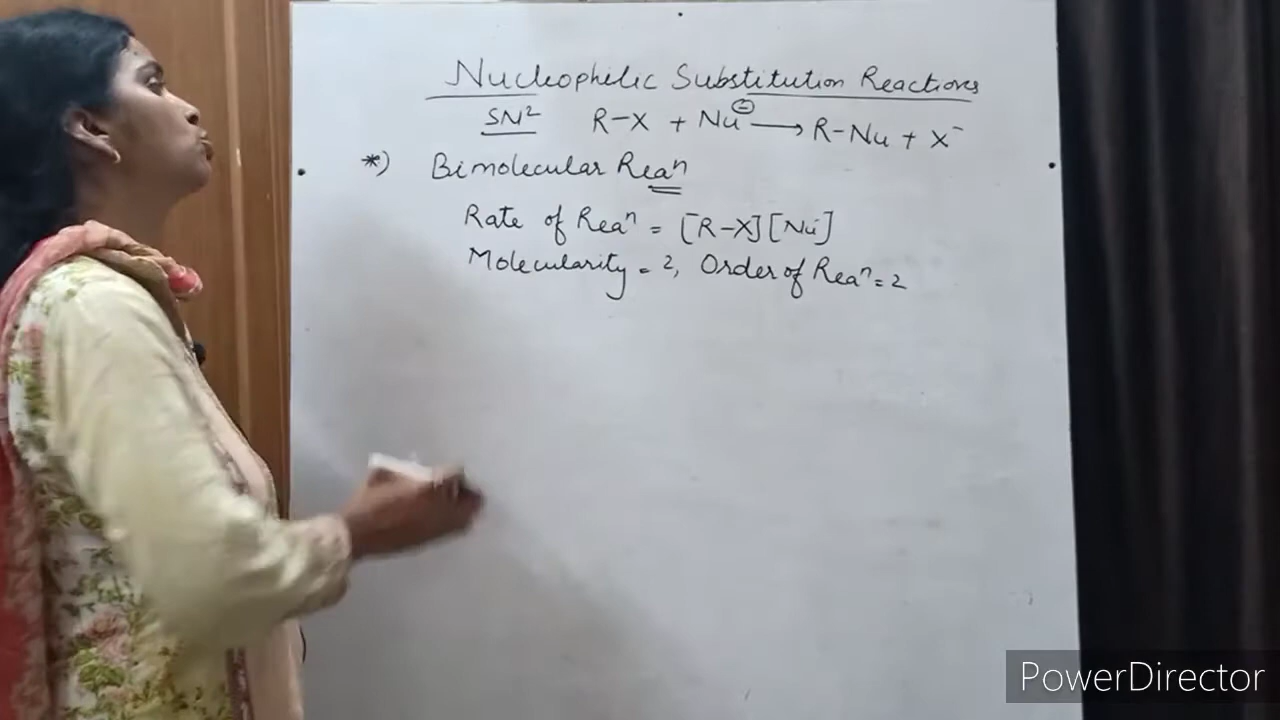 Nucleophilic Substitution Reactions
SN² R-X + Nu⊖ → R-Nu + X⁻
*) Bimolecular Reaⁿ
Rate of Reaⁿ = [R-X][Nu⁻]
Molecularity = 2, Order of Reaⁿ = 2
PowerDirector